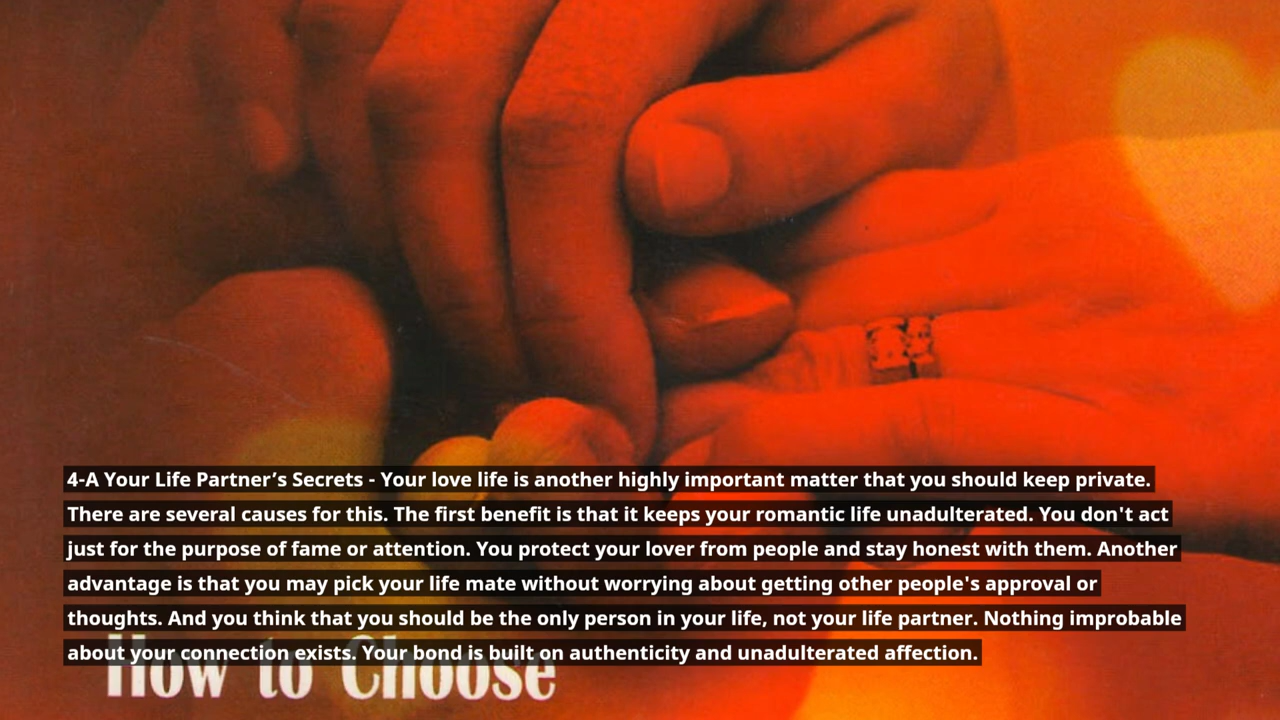 4-A Your Life Partner’s Secrets - Your love life is another highly important matter that you should keep private.
There are several causes for this. The first benefit is that it keeps your romantic life unadulterated. You don't act
just for the purpose of fame or attention. You protect your lover from people and stay honest with them. Another
advantage is that you may pick your life mate without worrying about getting other people's approval or
thoughts. And you think that you should be the only person in your life, not your life partner. Nothing improbable
about your connection exists. Your bond is built on authenticity and unadulterated affection.
How to Choose